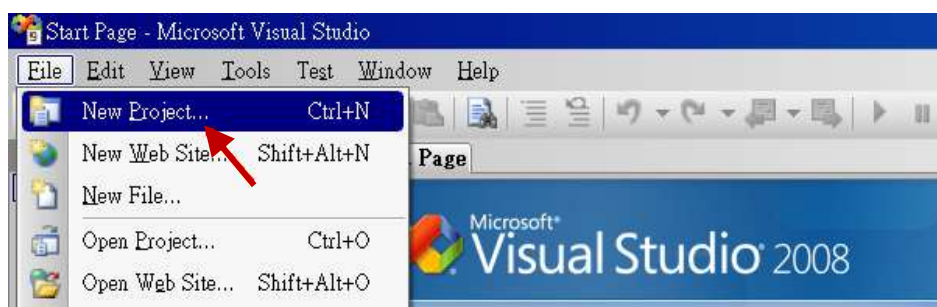 Start Page - Microsoft Visual Studio
File Edit View Tools Test Window Help
New Project... Ctrl+N
New Web Site... Shift+Alt+N
Page
New File...
Open Project... Ctrl+O
Open Web Site... Shift+Alt+O
Microsoft
Visual Studio 2008